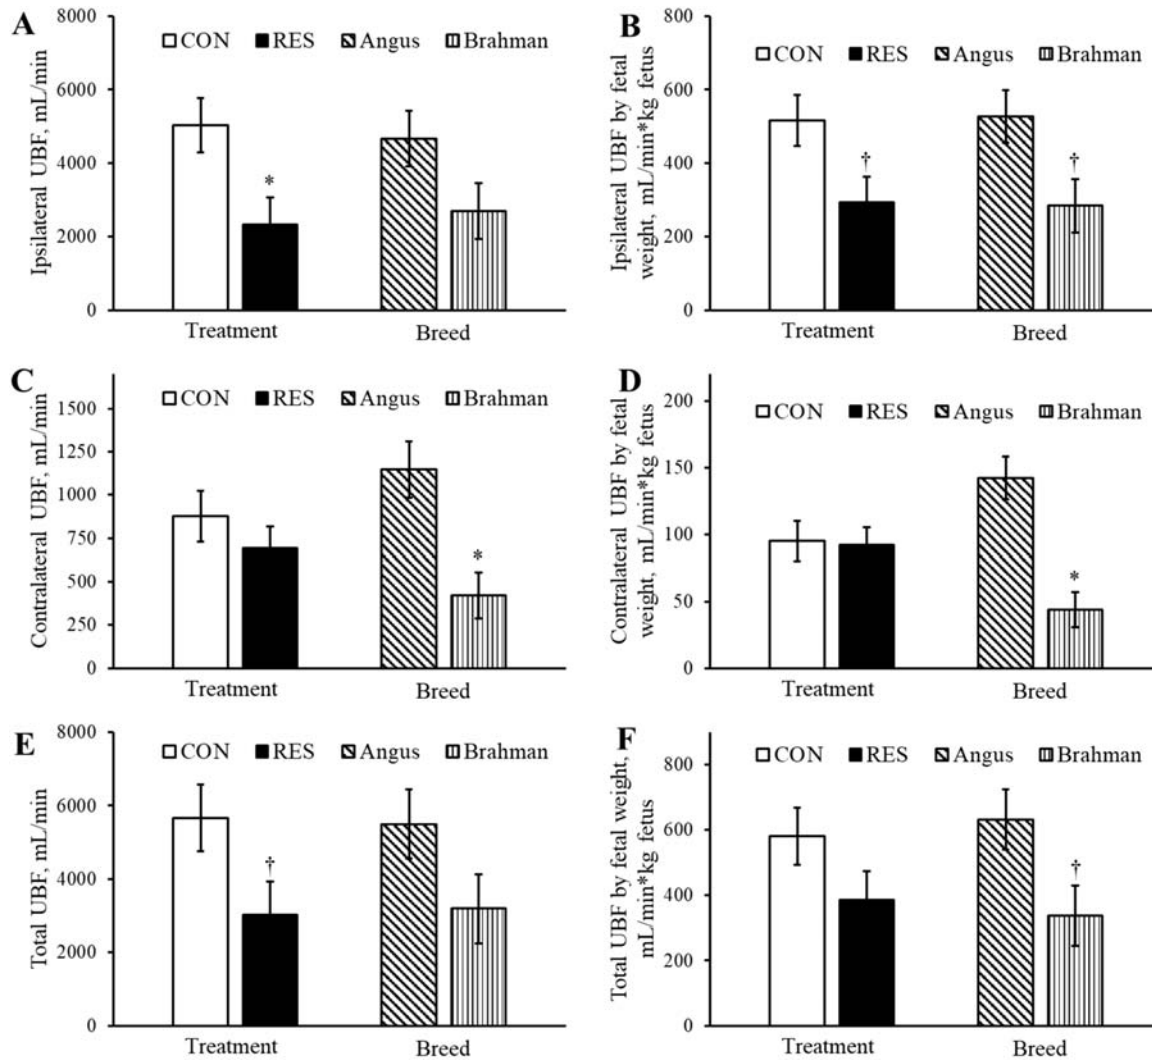 A
8000
6000
4000
2000
0
Ipsilateral UBF, mL/min
CON RES Angus Brahman
*
Treatment Breed
B
800
600
400
200
0
Ipsilateral UBF by fetal
weight, mL/min*kg fetus
CON RES Angus Brahman
† †
Treatment Breed
C
1500
1250
1000
750
500
250
0
Contralateral UBF, mL/min
CON RES Angus Brahman
*
Treatment Breed
D
200
150
100
50
0
Contralateral UBF by fetal
weight, mL/min*kg fetus
CON RES Angus Brahman
*
Treatment Breed
E
8000
6000
4000
2000
0
Total UBF, mL/min
CON RES Angus Brahman
†
Treatment Breed
F
800
600
400
200
0
Total UBF by fetal weight,
mL/min*kg fetus
CON RES Angus Brahman
†
Treatment Breed